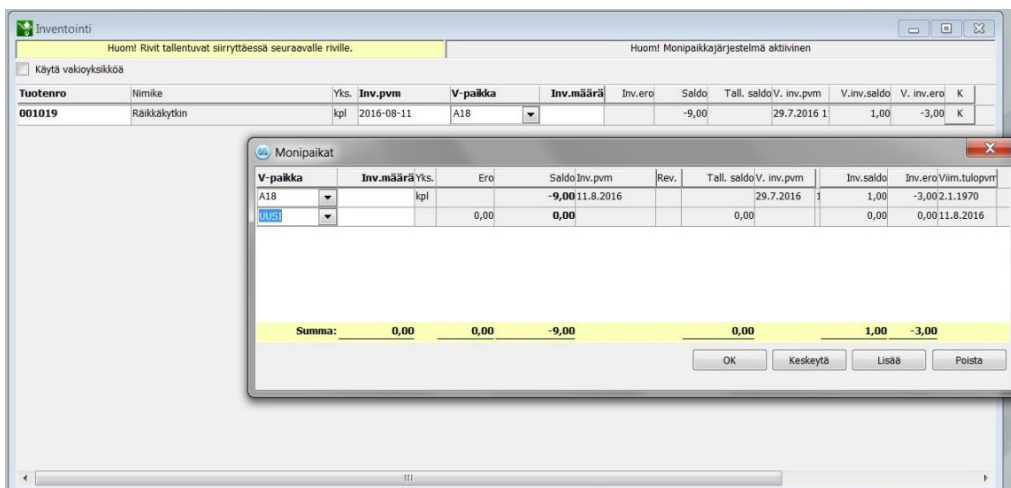 Inventointi
Huom! Rivit tallentuvat siirryttäessä seuraavalle riville. Huom! Monipaikkajärjestelmä aktiivinen
Käytä vakioyksikköä
Tuotenro Nimike Yks. Inv.pvm V-paikka Inv.määrä Inv.ero Saldo Tall. saldo V. inv.pvm V.inv.saldo V. inv.ero K
001019 Räikkäkytkin kpl 2016-08-11 A18 -9,00 29.7.2016 1 1,00 -3,00 K
Monipaikat
V-paikka Inv.määrä Yks. Ero Saldo Inv.pvm Rev. Tall. saldo V. inv.pvm Inv.saldo Inv.ero Viim.tulopvm
A18 kpl -9,00 11.8.2016 29.7.2016 1 1,00 -3,00 2.1.1970
UUSI 0,00 0,00 0,00 0,00 0,00 11.8.2016
Summa: 0,00 0,00 -9,00 0,00 1,00 -3,00
OK Keskeytä Lisää Poista